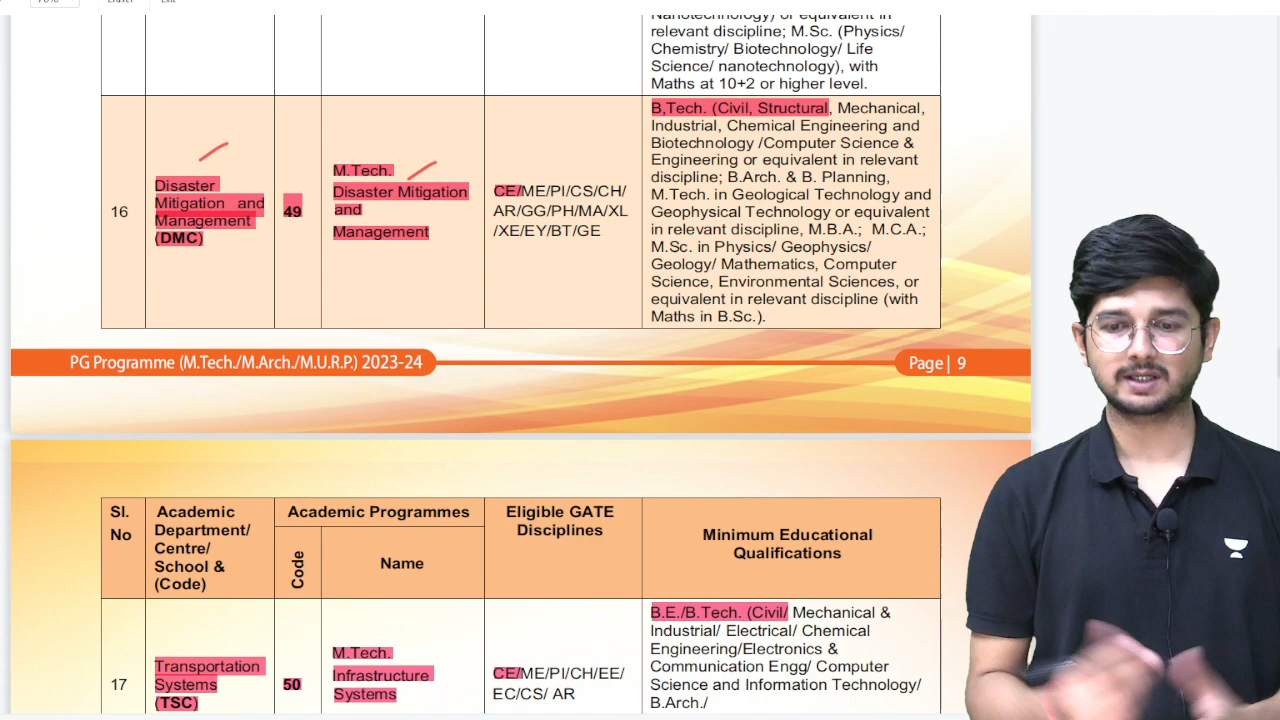 Nanotechnology) or equivalent in
relevant discipline; M.Sc. (Physics/
Chemistry/ Biotechnology/ Life
Science/ nanotechnology), with
Maths at 10+2 or higher level.
16
Disaster
Mitigation and
Management
(DMC)
49
M.Tech.
Disaster Mitigation
and
Management
CE/ME/PI/CS/CH/
AR/GG/PH/MA/XL
/XE/EY/BT/GE
B,Tech. (Civil, Structural, Mechanical,
Industrial, Chemical Engineering and
Biotechnology /Computer Science &
Engineering or equivalent in relevant
discipline; B.Arch. & B. Planning,
M.Tech. in Geological Technology and
Geophysical Technology or equivalent
in relevant discipline, M.B.A.; M.C.A.;
M.Sc. in Physics/ Geophysics/
Geology/ Mathematics, Computer
Science, Environmental Sciences, or
equivalent in relevant discipline (with
Maths in B.Sc.).
PG Programme (M.Tech./M.Arch./M.U.R.P.) 2023-24
Page| 9
Sl.
No
Academic
Department/
Centre/
School &
(Code)
Academic Programmes
Code
Name
Eligible GATE
Disciplines
Minimum Educational
Qualifications
17
Transportation
Systems
(TSC)
50
M.Tech.
Infrastructure
Systems
CE/ME/PI/CH/EE/
EC/CS/ AR
B.E./B.Tech. (Civil/ Mechanical &
Industrial/ Electrical/ Chemical
Engineering/Electronics &
Communication Engg/ Computer
Science and Information Technology/
B.Arch./